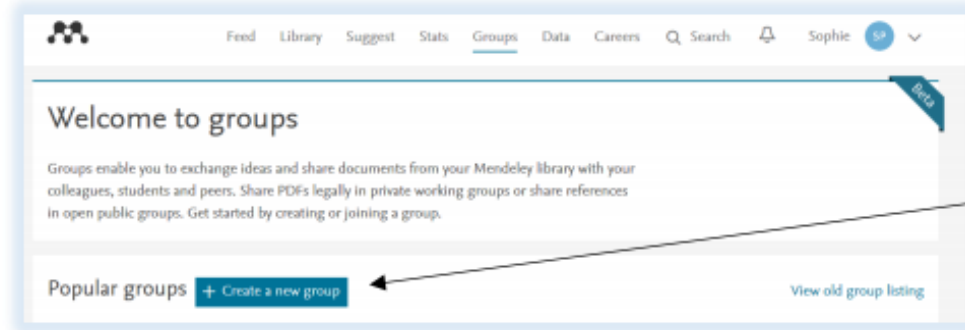 Feed Library Suggest Stats Groups Data Careers Search Sophie SP
Beta
Welcome to groups
Groups enable you to exchange ideas and share documents from your Mendeley library with your
colleagues, students and peers. Share PDFs legally in private working groups or share references
in open public groups. Get started by creating or joining a group.
Popular groups + Create a new group View old group listing